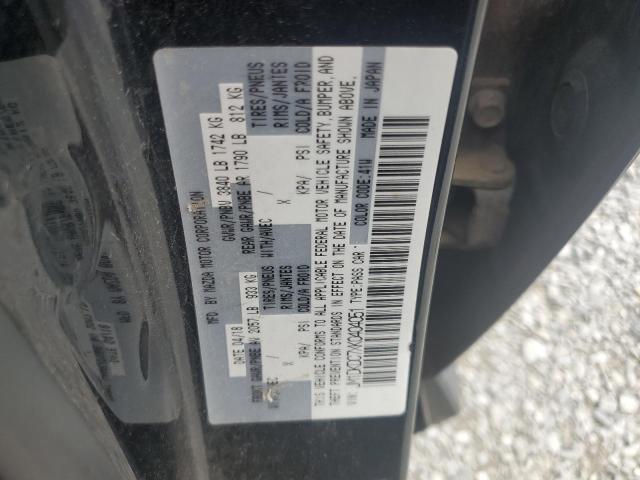 MFD BY MAZDA MOTOR CORPORATION
DATE 04/18 GVWR/PNBV 3840 LB 1742 KG
FRONT GAWR/PNBE AV 2057 LB 933 KG REAR GAWR/PNBE AR 1790 LB 812 KG
WITH/AVEC / TIRES/PNEUS WITH/AVEC / TIRES/PNEUS
X RIMS/JANTES X RIMS/JANTES
KPA/ PSI COLD/A FROID KPA/ PSI COLD/A FROID
THIS VEHICLE CONFORMS TO ALL APPLICABLE FEDERAL MOTOR VEHICLE SAFETY, BUMPER, AND
THEFT PREVENTION STANDARDS IN EFFECT ON THE DATE OF MANUFACTURE SHOWN ABOVE.
VIN: TYPE:PASS CAR COLOR CODE:41W MADE IN JAPAN